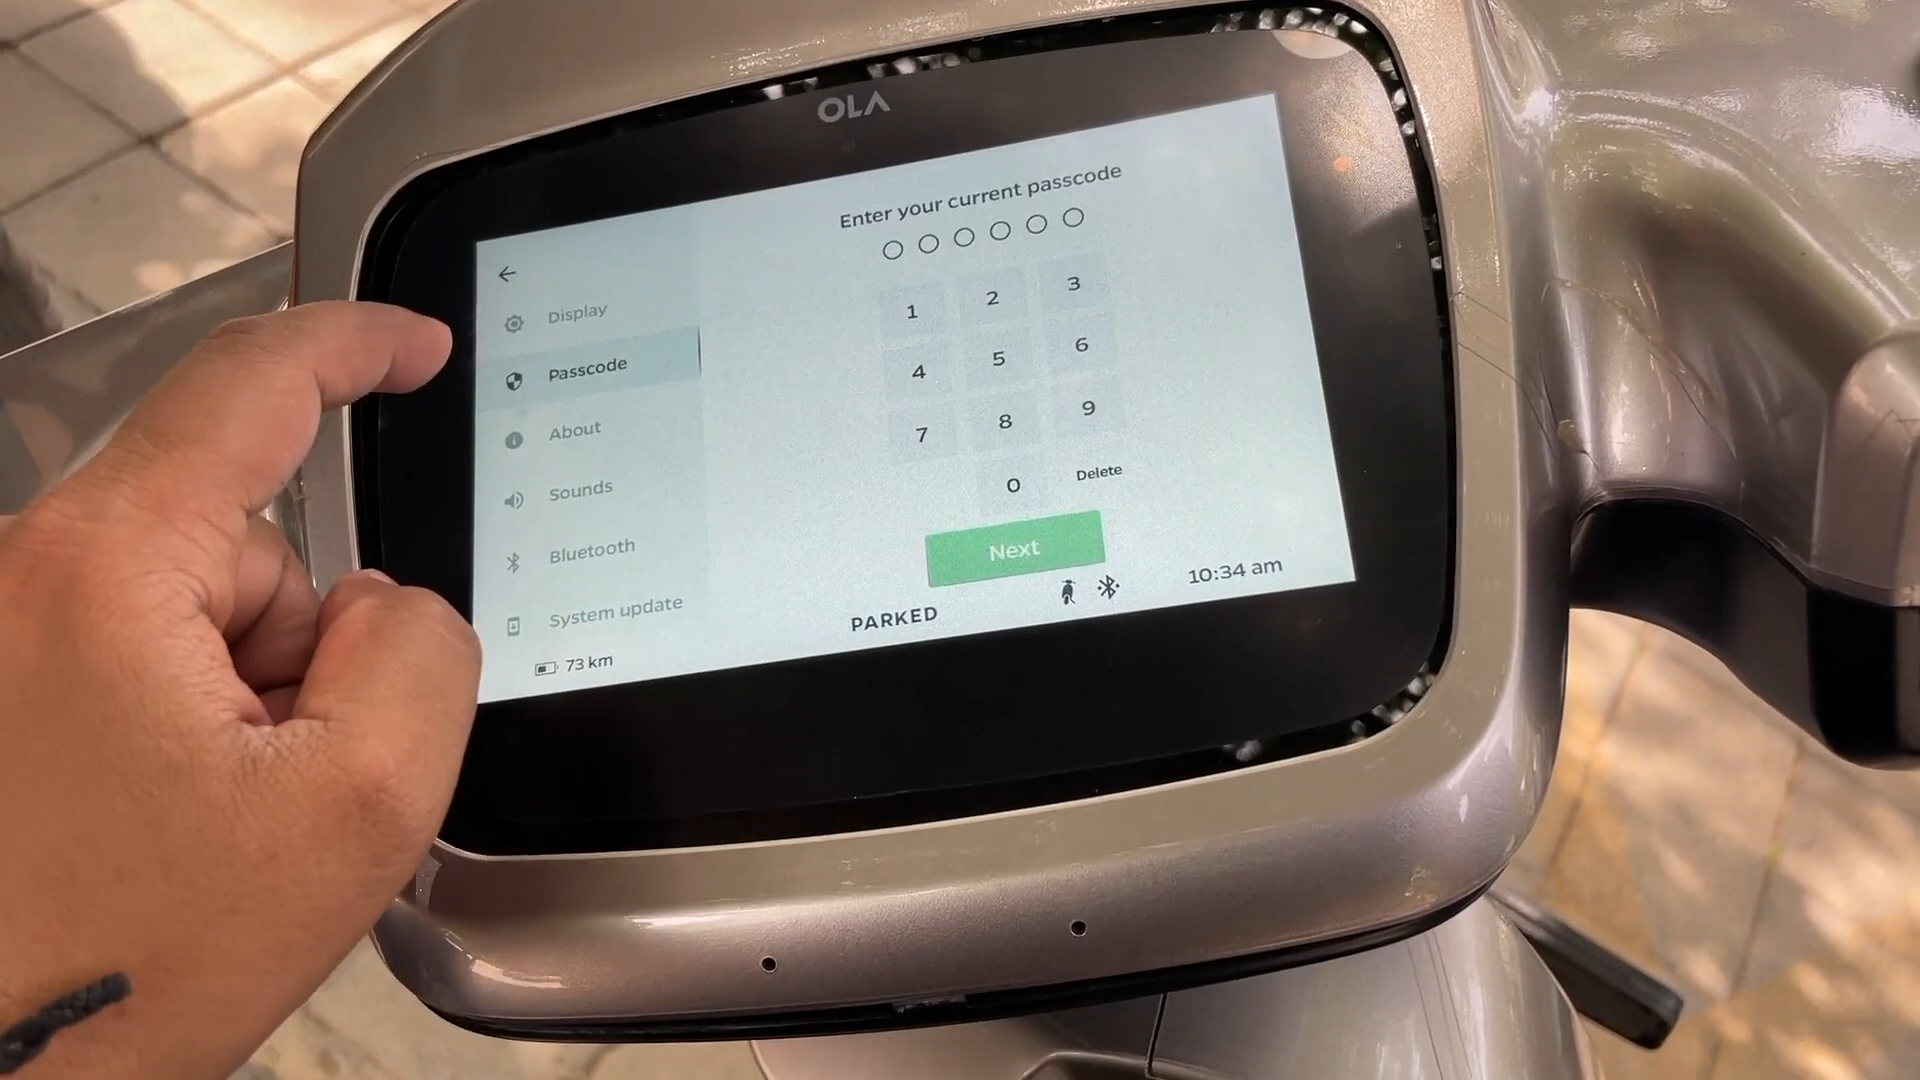 OLA
Enter your current passcode
Display
Passcode
About
Sounds
Bluetooth
System update
1 2 3
4 5 6
7 8 9
0 Delete
Next
73 km
PARKED
10:34 am